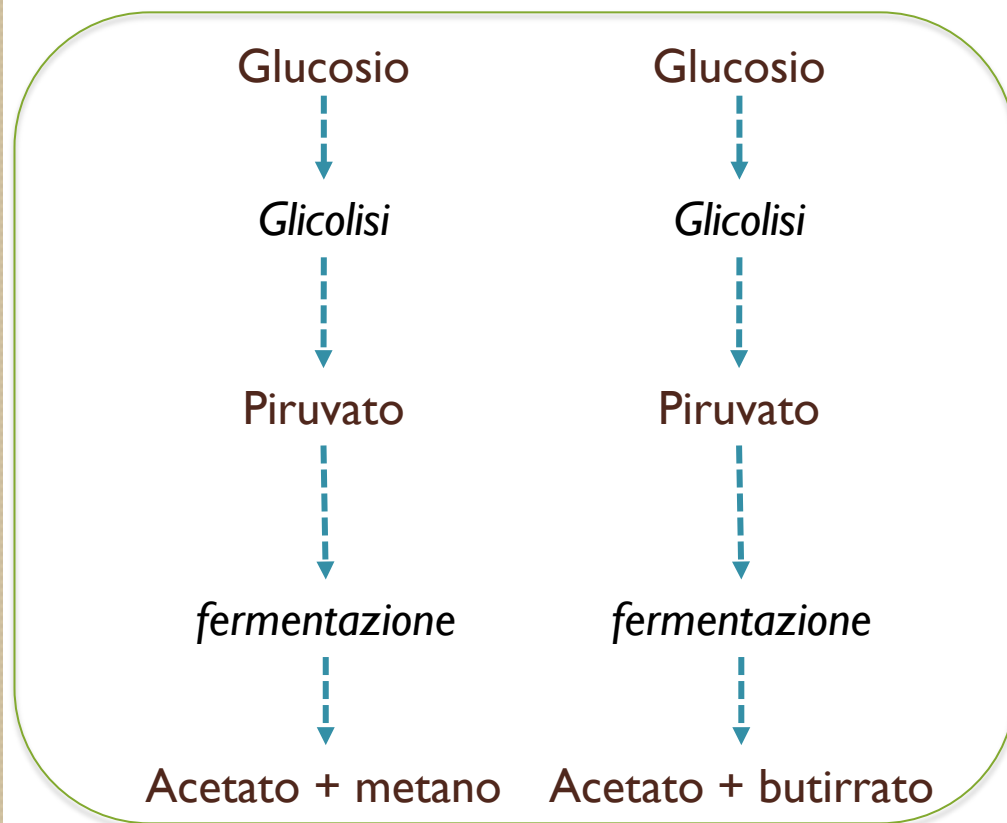 Glucosio
Glicolisi
Piruvato
fermentazione
Acetato + metano
Glucosio
Glicolisi
Piruvato
fermentazione
Acetato + butirrato